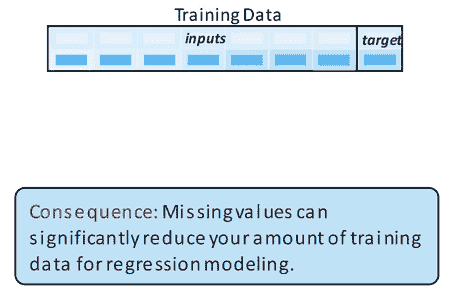 Training Data
inputs target
Consequence: Missing values can
significantly reduce your amount of training
data for regression modeling.